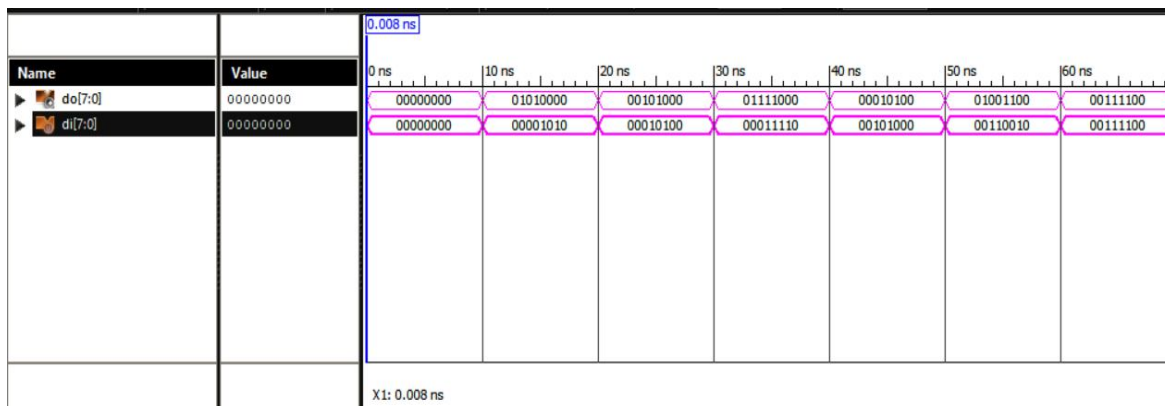 0.008 ns
Name Value 0 ns 10 ns 20 ns 30 ns 40 ns 50 ns 60 ns
do[7:0] 00000000 00000000 01010000 00101000 01111000 00010100 01001100 00111100
di[7:0] 00000000 00000000 00001010 00010100 00011110 00101000 00110010 00111100
X1: 0.008 ns